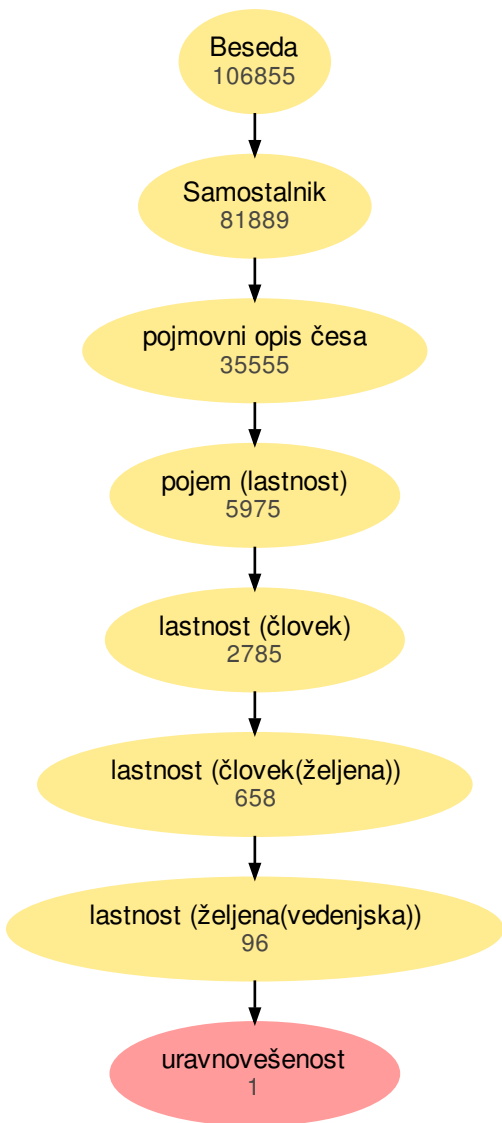 Beseda
106855
Samostalnik
81889
pojmovni opis česa
35555
pojem (lastnost)
5975
lastnost (človek)
2785
lastnost (človek(željena))
658
lastnost (željena(vedenjska))
96
uravnovešenost
1